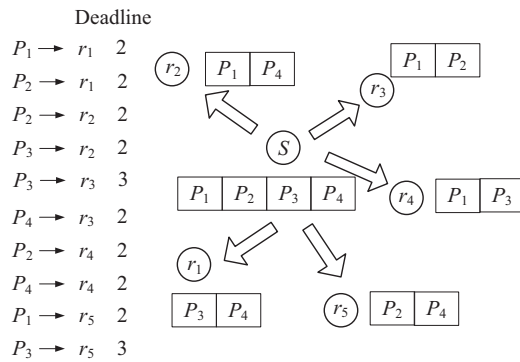 Deadline
P₁ → r₁ 2
P₂ → r₁ 2
P₂ → r₂ 2
P₃ → r₂ 2
P₃ → r₃ 3
P₄ → r₃ 2
P₂ → r₄ 2
P₄ → r₄ 2
P₁ → r₅ 2
P₃ → r₅ 3
r₂ P₁ P₄
r₃ P₁ P₂
S
P₁ P₂ P₃ P₄
r₄ P₁ P₃
r₁
P₃ P₄
r₅ P₂ P₄